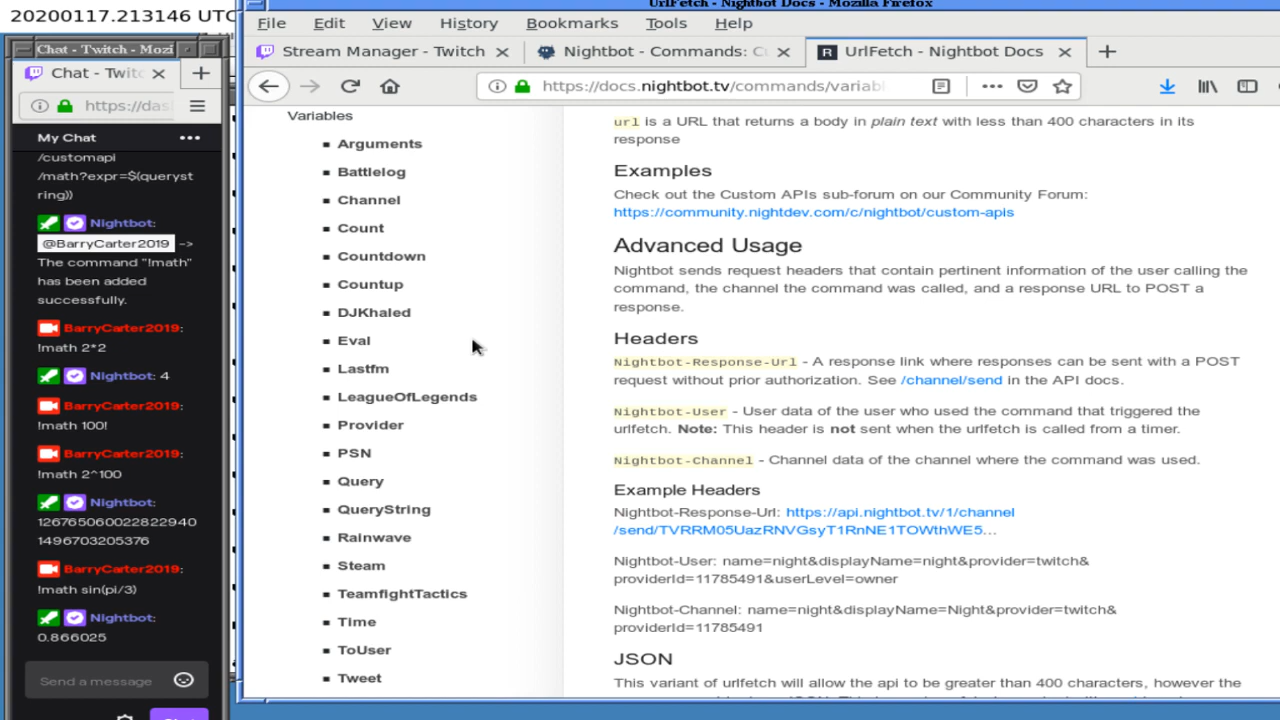 20200117.213146 UTC
UrlFetch - Nightbot Docs - Mozilla Firefox
File Edit View History Bookmarks Tools Help
Stream Manager - Twitch
Nightbot - Commands:
UrlFetch - Nightbot Docs
https://docs.nightbot.tv/commands/variabl
Chat - Twitch - Mozi
Chat - Twitc
https://das
My Chat
/customapi
/math?expr=$(queryst
ring))
Nightbot:
@BarryCarter2019 ->
The command "!math"
has been added
successfully.
BarryCarter2019:
!math 2*2
Nightbot: 4
BarryCarter2019:
!math 100!
BarryCarter2019:
!math 2^100
Nightbot:
126765060022822940
1496703205376
BarryCarter2019:
!math sin(pi/3)
Nightbot:
0.866025
Send a message
Variables
Arguments
Battlelog
Channel
Count
Countdown
Countup
DJKhaled
Eval
Lastfm
LeagueOfLegends
Provider
PSN
Query
QueryString
Rainwave
Steam
TeamfightTactics
Time
ToUser
Tweet
url is a URL that returns a body in plain text with less than 400 characters in its
response
Examples
Check out the Custom APIs sub-forum on our Community Forum:
https://community.nightdev.com/c/nightbot/custom-apis
Advanced Usage
Nightbot sends request headers that contain pertinent information of the user calling the
command, the channel the command was called, and a response URL to POST a
response.
Headers
Nightbot-Response-Url - A response link where responses can be sent with a POST
request without prior authorization. See /channel/send in the API docs.
Nightbot-User - User data of the user who used the command that triggered the
urlfetch. Note: This header is not sent when the urlfetch is called from a timer.
Nightbot-Channel - Channel data of the channel where the command was used.
Example Headers
Nightbot-Response-Url: https://api.nightbot.tv/1/channel
/send/TVRRM05UazRNVGsyT1RnNE1TOWthWE5...
Nightbot-User: name=night&displayName=night&provider=twitch&
providerId=11785491&userLevel=owner
Nightbot-Channel: name=night&displayName=Night&provider=twitch&
providerId=11785491
JSON
This variant of urlfetch will allow the api to be greater than 400 characters, however the